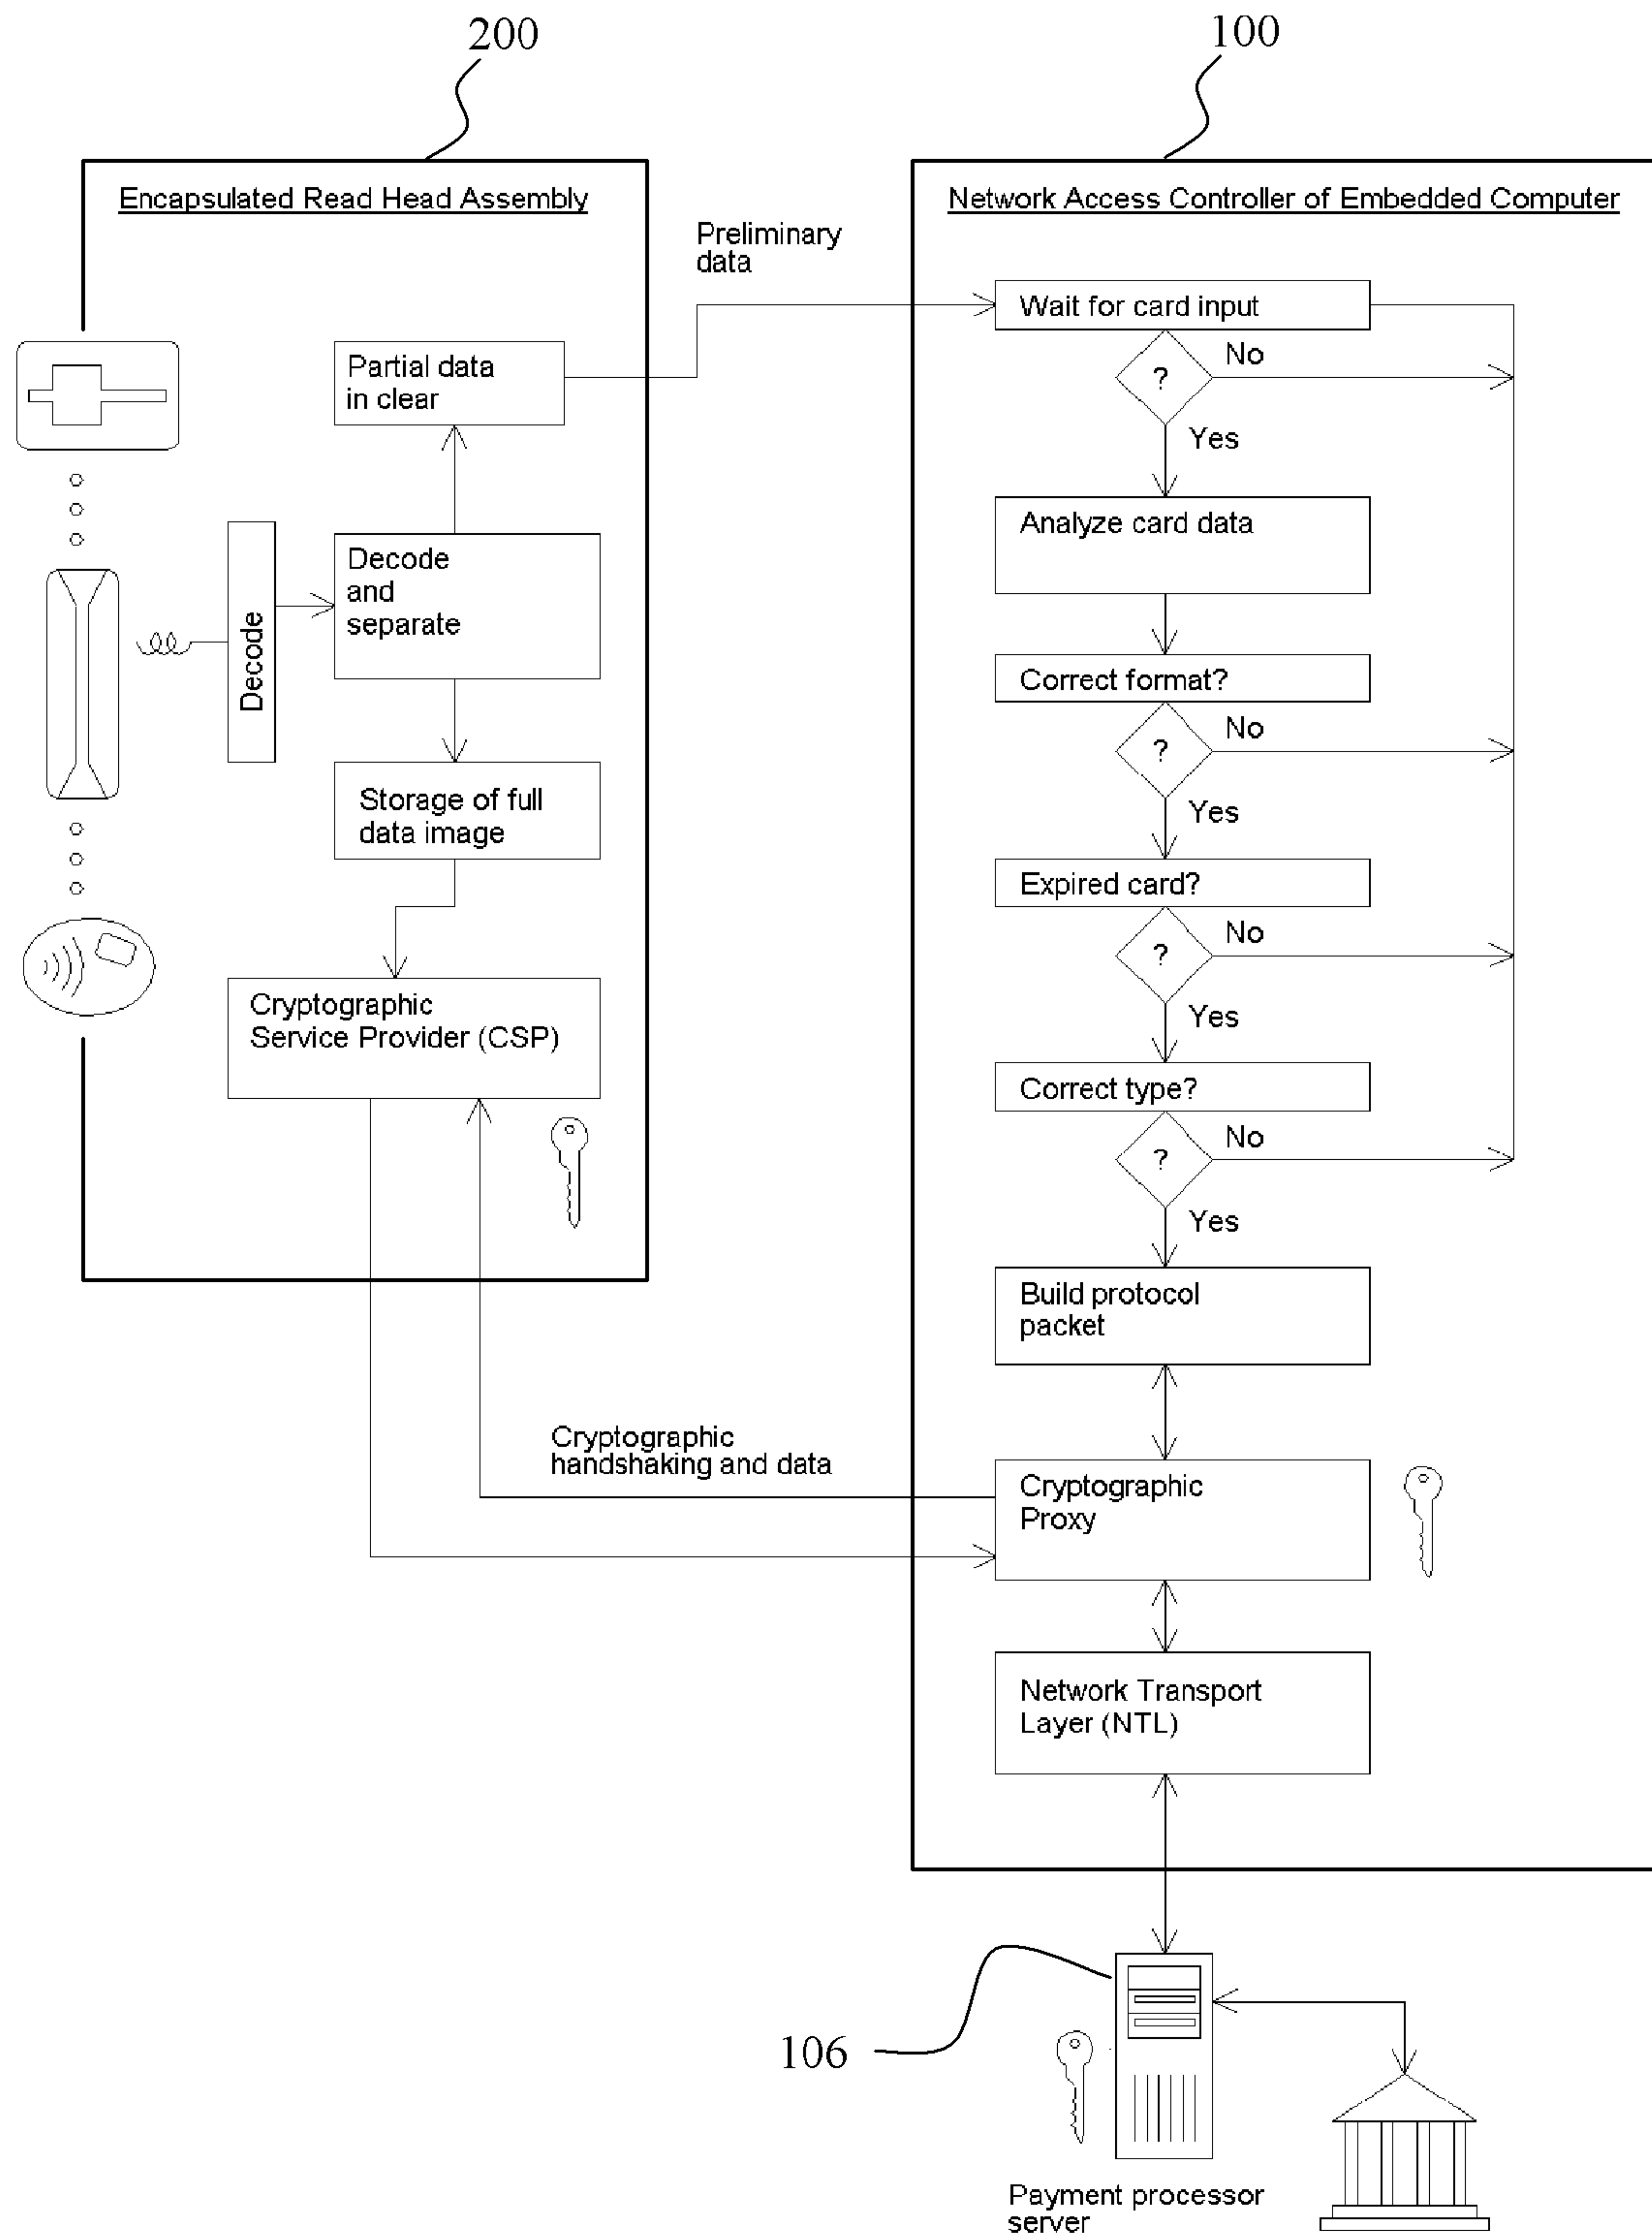 200
100
Encapsulated Read Head Assembly
Partial data
in clear
Decode
Decode
and
separate
Storage of full
data image
Cryptographic
Service Provider (CSP)
Preliminary
data
Network Access Controller of Embedded Computer
Wait for card input
?
No
Yes
Analyze card data
Correct format?
?
No
Yes
Expired card?
?
No
Yes
Correct type?
?
No
Yes
Build protocol
packet
Cryptographic
handshaking and data
Cryptographic
Proxy
Network Transport
Layer (NTL)
106
Payment processor
server